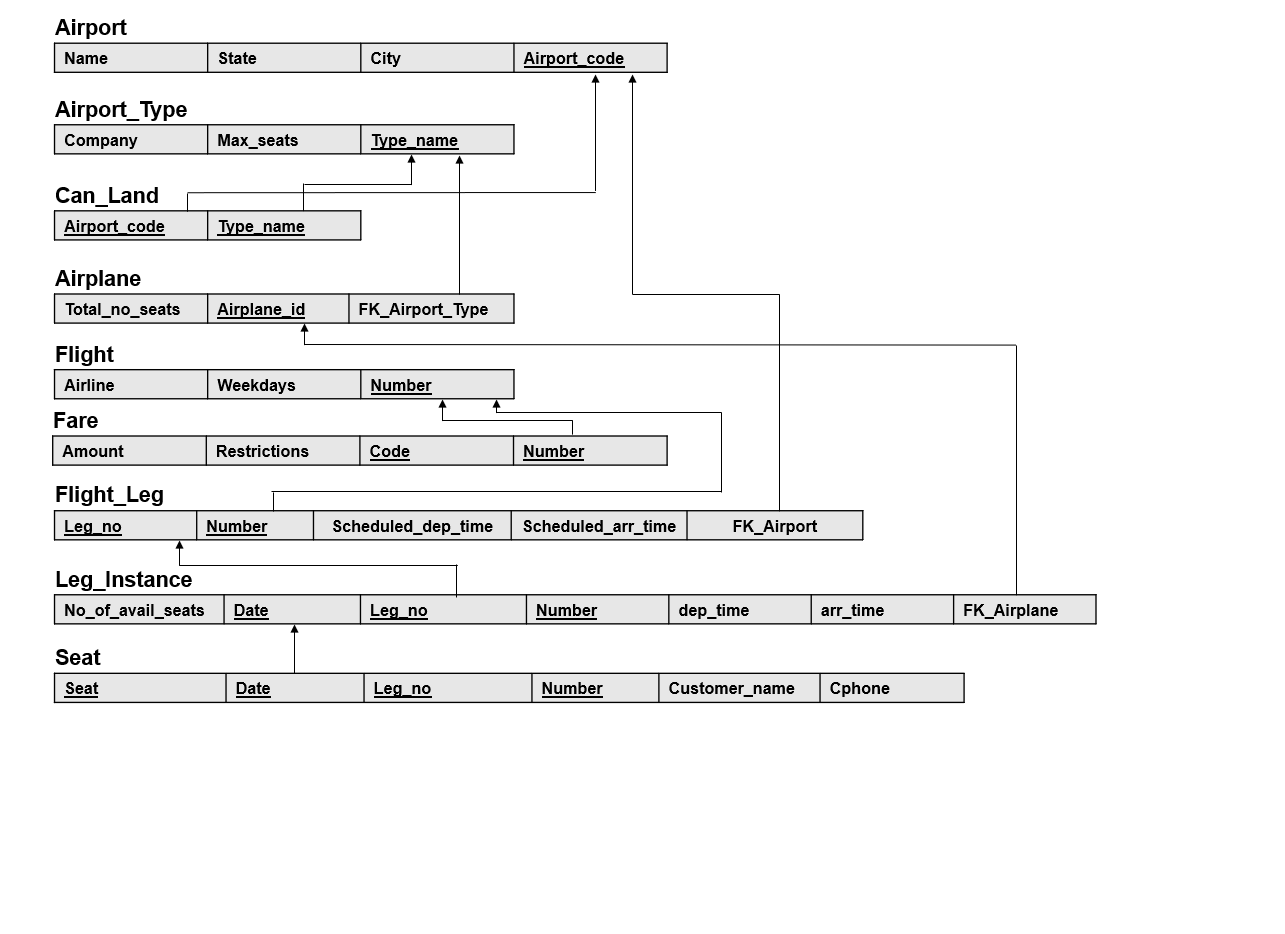 Airport
Name State City Airport_code
Airport_Type
Company Max_seats Type_name
Can_Land
Airport_code Type_name
Airplane
Total_no_seats Airplane_id FK_Airport_Type
Flight
Airline Weekdays Number
Fare
Amount Restrictions Code Number
Flight_Leg
Leg_no Number Scheduled_dep_time Scheduled_arr_time FK_Airport
Leg_Instance
No_of_avail_seats Date Leg_no Number dep_time arr_time FK_Airplane
Seat
Seat Date Leg_no Number Customer_name Cphone